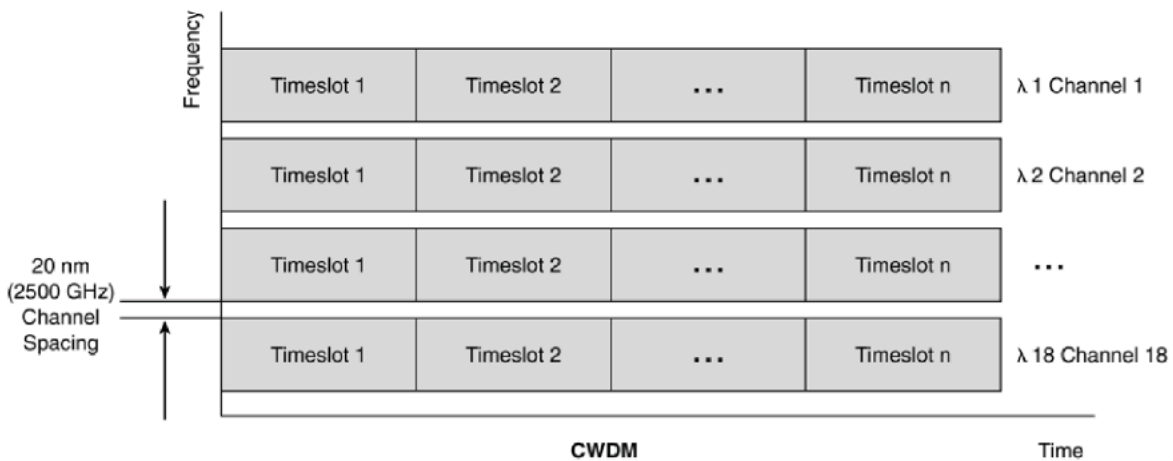 Frequency
Timeslot 1 Timeslot 2 ... Timeslot n λ 1 Channel 1
Timeslot 1 Timeslot 2 ... Timeslot n λ 2 Channel 2
Timeslot 1 Timeslot 2 ... Timeslot n ...
20 nm
(2500 GHz)
Channel
Spacing
Timeslot 1 Timeslot 2 ... Timeslot n λ 18 Channel 18
CWDM Time